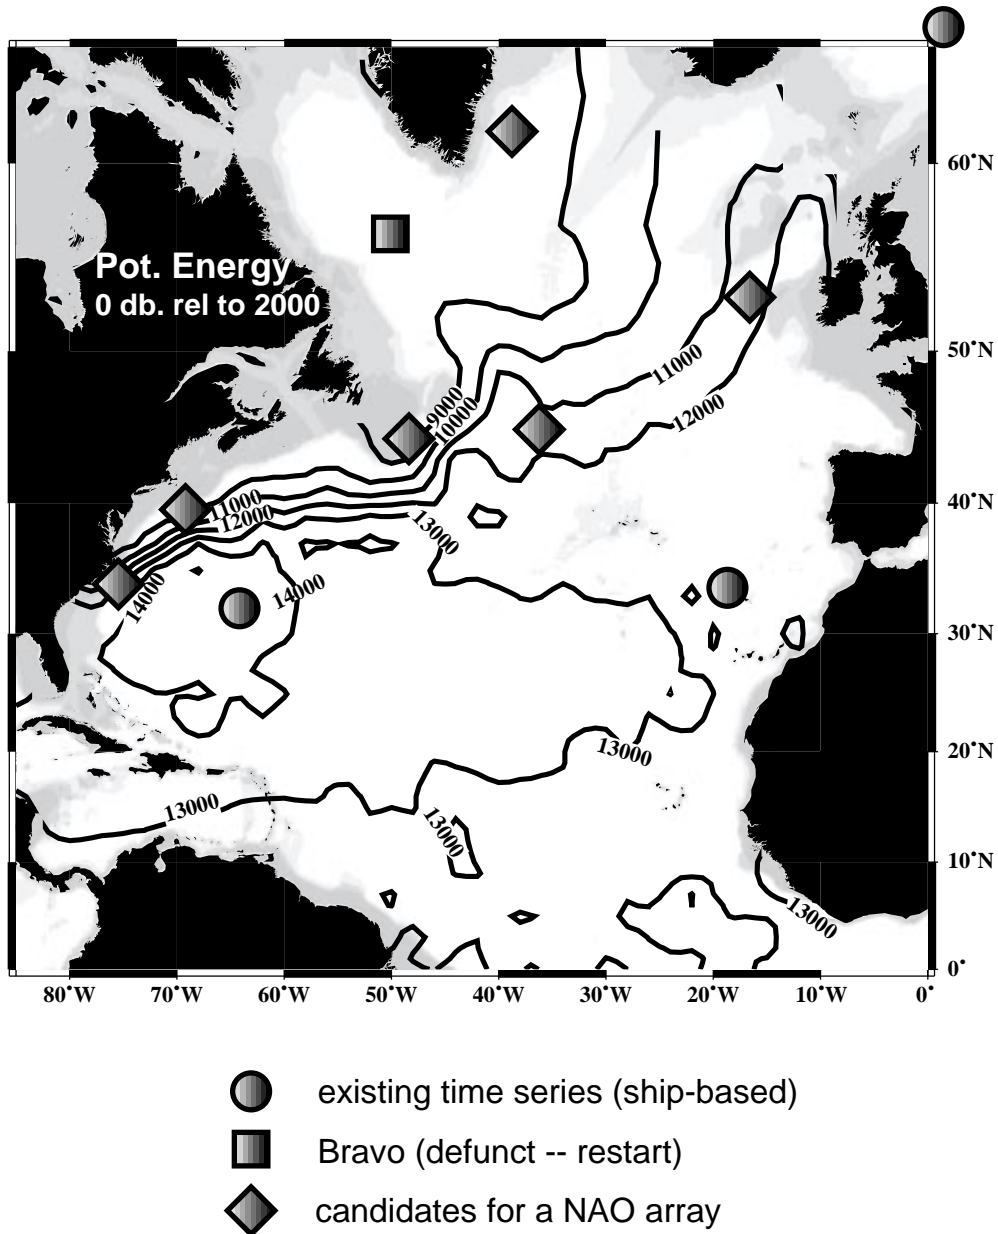 60°N
Pot. Energy
0 db. rel to 2000
50°N
11000
9000
10000
12000
40°N
11000
12000
13000
14000
14000
30°N
13000
20°N
13000
13000
10°N
13000
0°
80°W 70°W 60°W 50°W 40°W 30°W 20°W 10°W 0°
existing time series (ship-based)
Bravo (defunct -- restart)
candidates for a NAO array